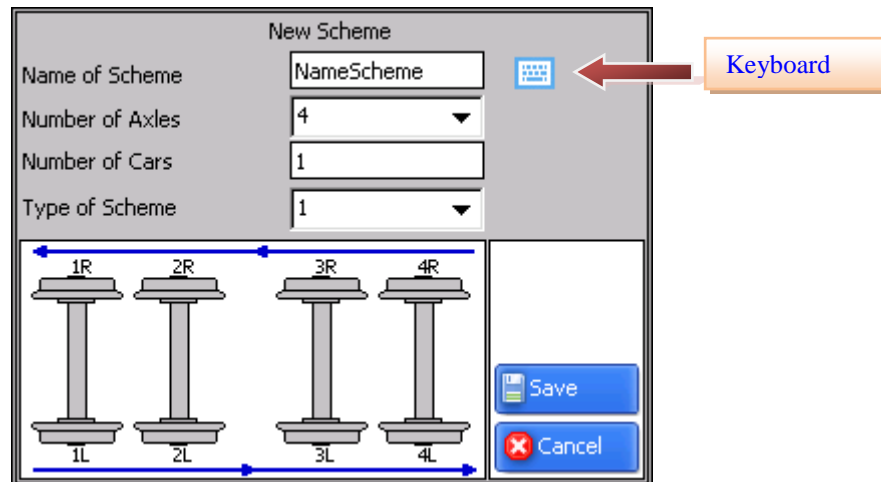 New Scheme
Name of Scheme NameScheme
Keyboard
Number of Axles 4
Number of Cars 1
Type of Scheme 1
1R 2R 3R 4R
1L 2L 3L 4L
Save
Cancel